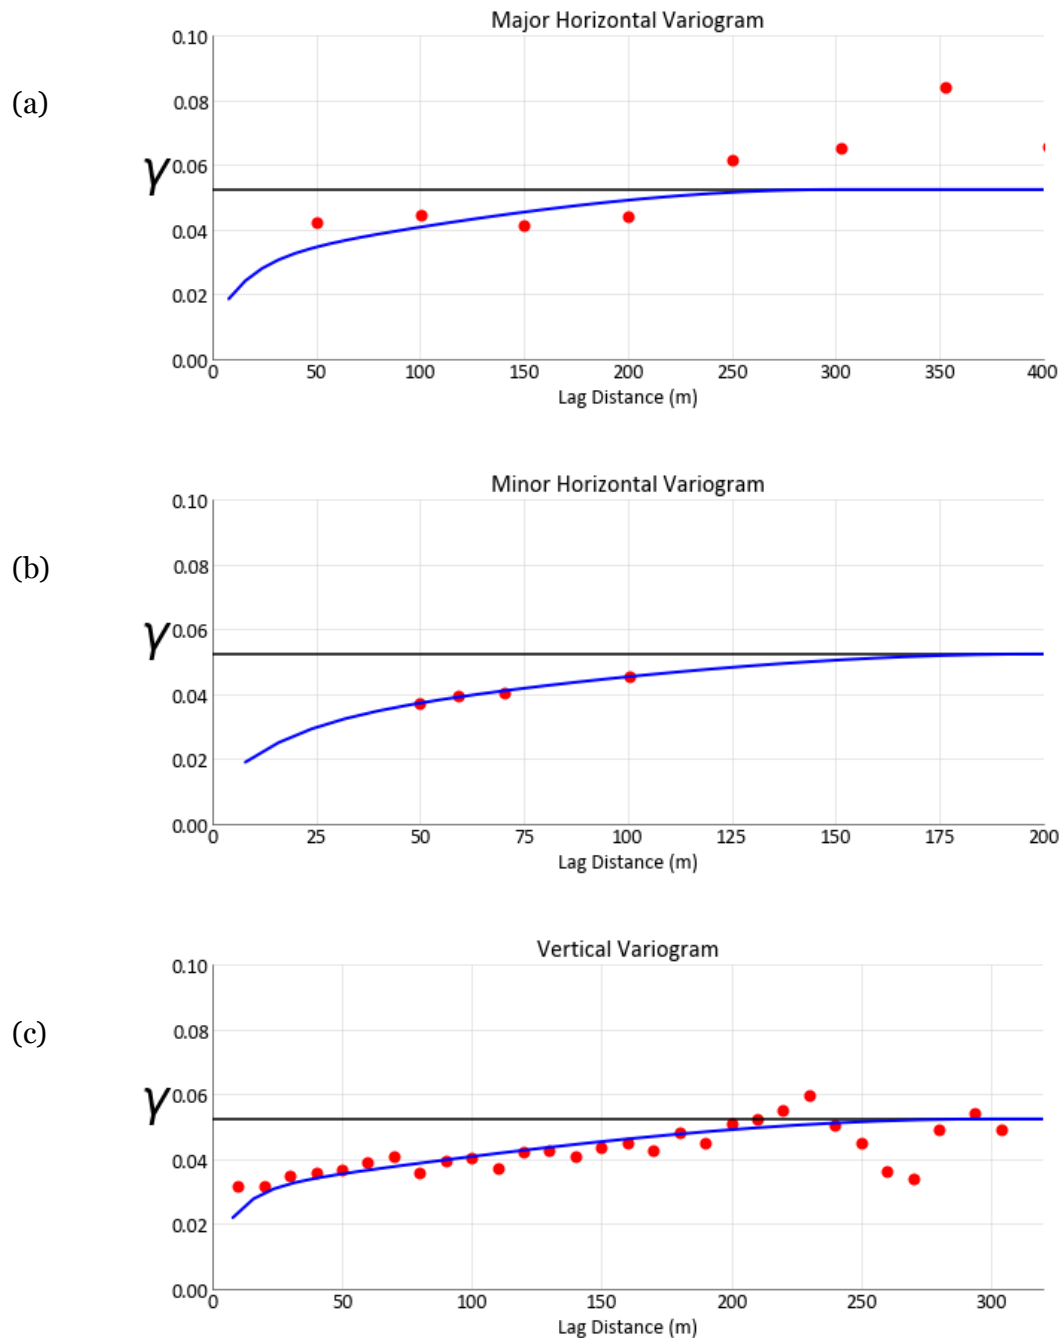 Major Horizontal Variogram
(a)
γ
0.10
0.08
0.06
0.04
0.02
0.00
0 50 100 150 200 250 300 350 400
Lag Distance (m)
Minor Horizontal Variogram
(b)
γ
0.10
0.08
0.06
0.04
0.02
0.00
0 25 50 75 100 125 150 175 200
Lag Distance (m)
Vertical Variogram
(c)
γ
0.10
0.08
0.06
0.04
0.02
0.00
0 50 100 150 200 250 300
Lag Distance (m)